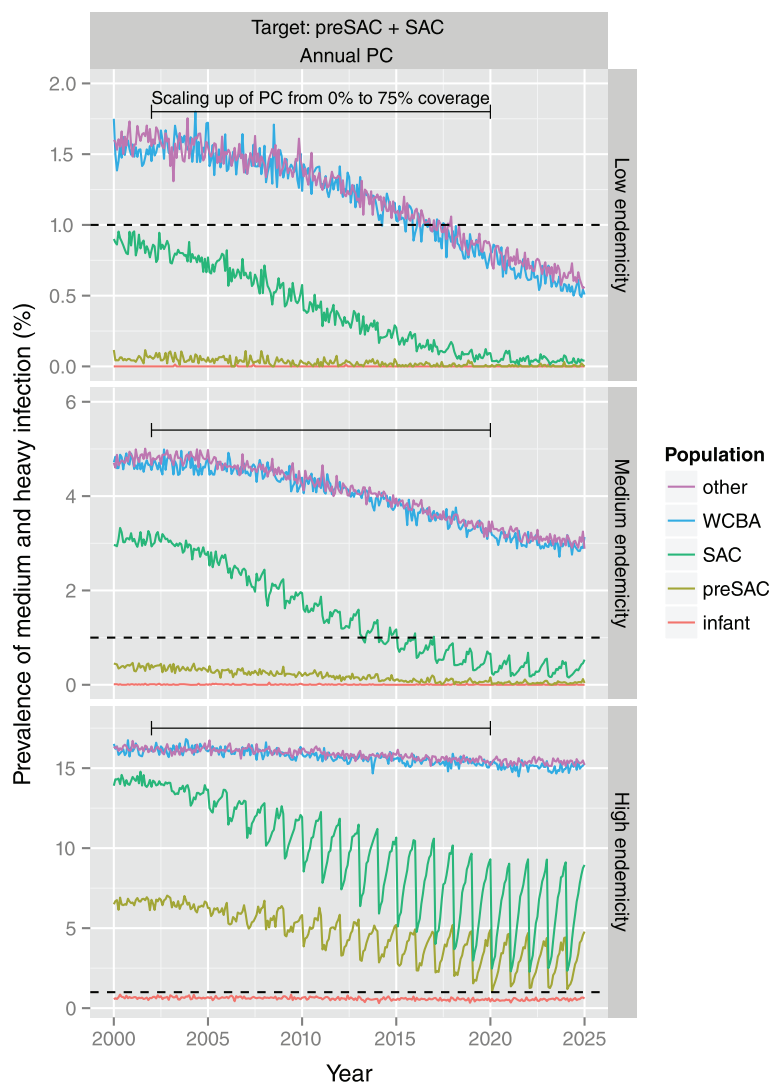 Target: preSAC + SAC
Annual PC
2.0
Scaling up of PC from 0% to 75% coverage
1.5
1.0
0.5
0.0
Low endemicity
6
4
2
0
Medium endemicity
15
10
5
0
High endemicity
2000 2005 2010 2015 2020 2025
Year
Prevalence of medium and heavy infection (%)
Population
other
WCBA
SAC
preSAC
infant